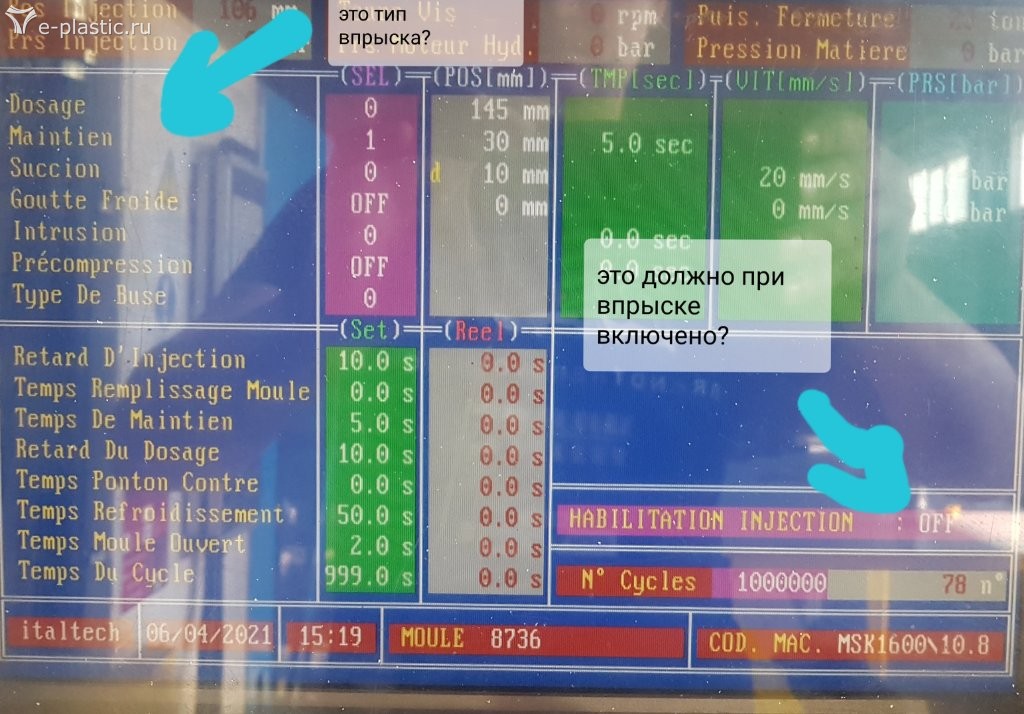 e-plastic.ru
Injection 106 mm
Vis rpm
Puis. Fermeture ton
Prs Injection
Moteur Hyd. 0 bar
Pression Matiere 0 bar
это тип
впрыска?
(SEL) (POS[mm]) (TMP[sec]) (VIT[mm/s]) (PRS[bar])
Dosage 0 145 mm
Maintien 1 30 mm 5.0 sec
Succion 0 d 10 mm 20 mm/s bar
Goutte Froide OFF 0 mm 0 mm/s bar
Intrusion 0 0.0 sec
Précompression OFF
Type De Buse 0
это должно при
впрыске
включено?
(Set) (Reel)
Retard D'Injection 10.0 s 0.0 s
Temps Remplissage Moule 0.0 s 0.0 s
Temps De Maintien 5.0 s 0.0 s
Retard Du Dosage 10.0 s 0.0 s
Temps Ponton Contre 0.0 s 0.0 s
Temps Refroidissement 50.0 s 0.0 s
Temps Moule Ouvert 2.0 s 0.0 s
Temps Du Cycle 999.0 s 0.0 s
HABILITATION INJECTION : OFF
N° Cycles 1000000 78 n°
italtech 06/04/2021 15:19 MOULE 8736 COD. MAC. MSK1600\10.8